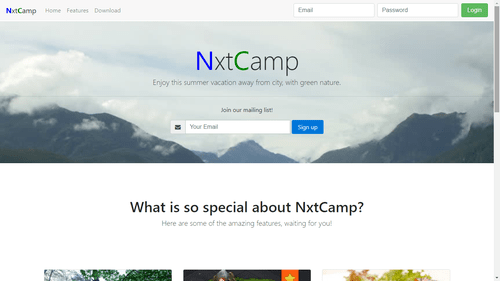 NxtCamp Home Features Download Email Password Login
NxtCamp
Enjoy this summer vacation away from city, with green nature.
Join our mailing list!
Your Email Sign up
What is so special about NxtCamp?
Here are some of the amazing features, waiting for you!